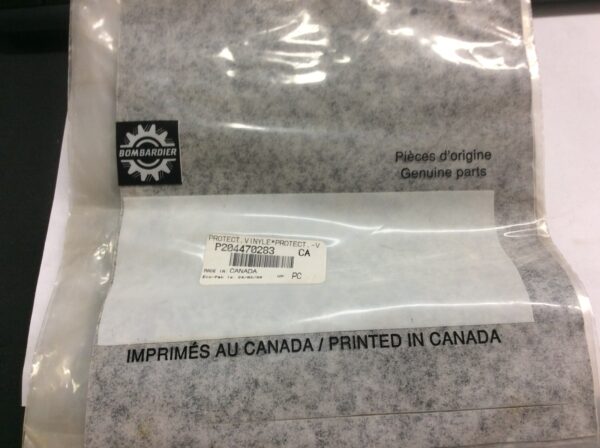 BOMBARDIER
Pièces d'origine
Genuine parts
PROTECT.VINYLE*PROTECT.-V
P204470283 CA
MADE IN CANADA
PC
IMPRIMÉS AU CANADA / PRINTED IN CANADA